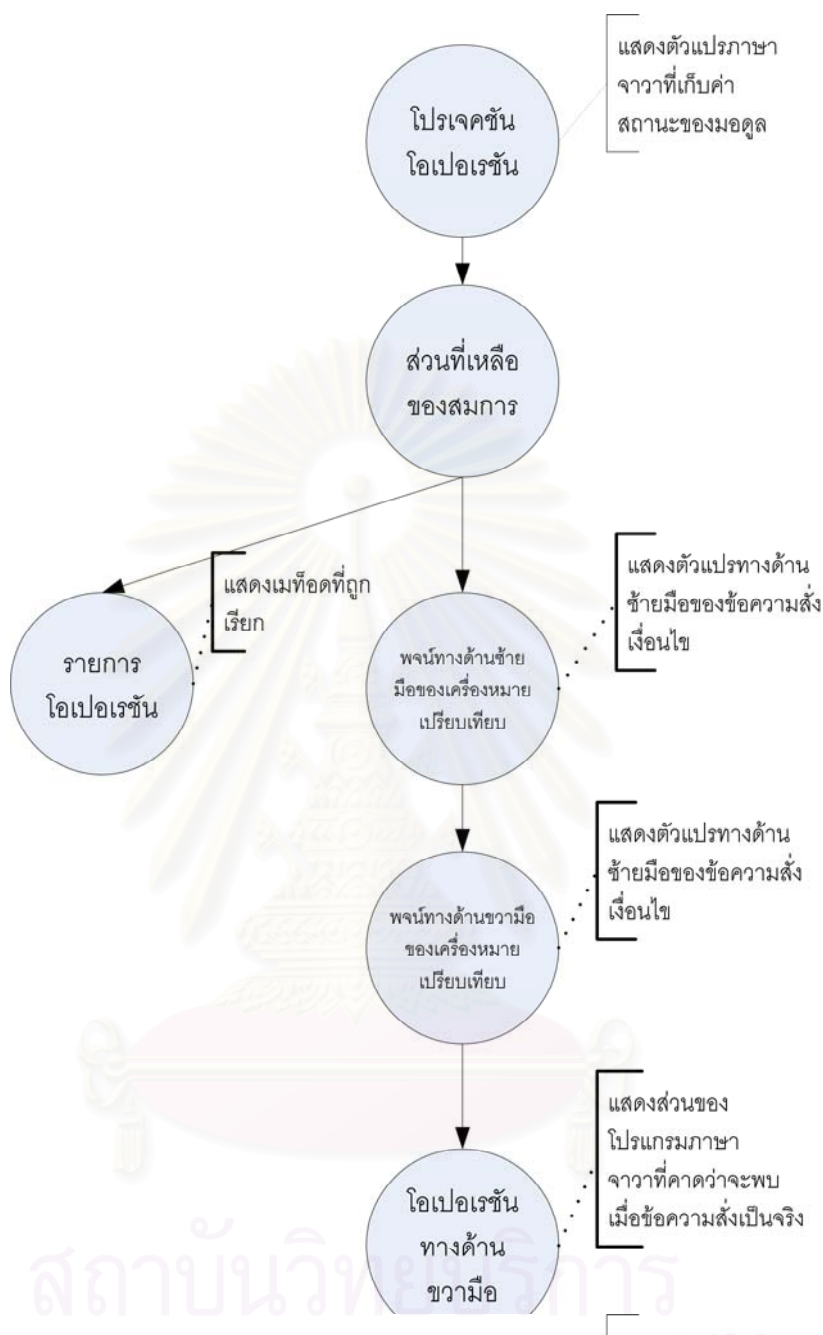 แสดงตัวแปรภาษา
จาวาที่เก็บค่า
สถานะของมอดูล
โปรเจคชัน
โอเปอเรชัน
ส่วนที่เหลือ
ของสมการ
แสดงเมท็อดที่ถูก
เรียก
รายการ
โอเปอเรชัน
แสดงตัวแปรทางด้าน
ซ้ายมือของข้อความสั่ง
เงื่อนไข
พจน์ทางด้านซ้าย
มือของเครื่องหมาย
เปรียบเทียบ
แสดงตัวแปรทางด้าน
ซ้ายมือของข้อความสั่ง
เงื่อนไข
พจน์ทางด้านขวามือ
ของเครื่องหมาย
เปรียบเทียบ
แสดงส่วนของ
โปรแกรมภาษา
จาวาที่คาดว่าจะพบ
เมื่อข้อความสั่งเป็นจริง
โอเปอเรชัน
ทางด้าน
ขวามือ
สถาบันวิทยบริการ